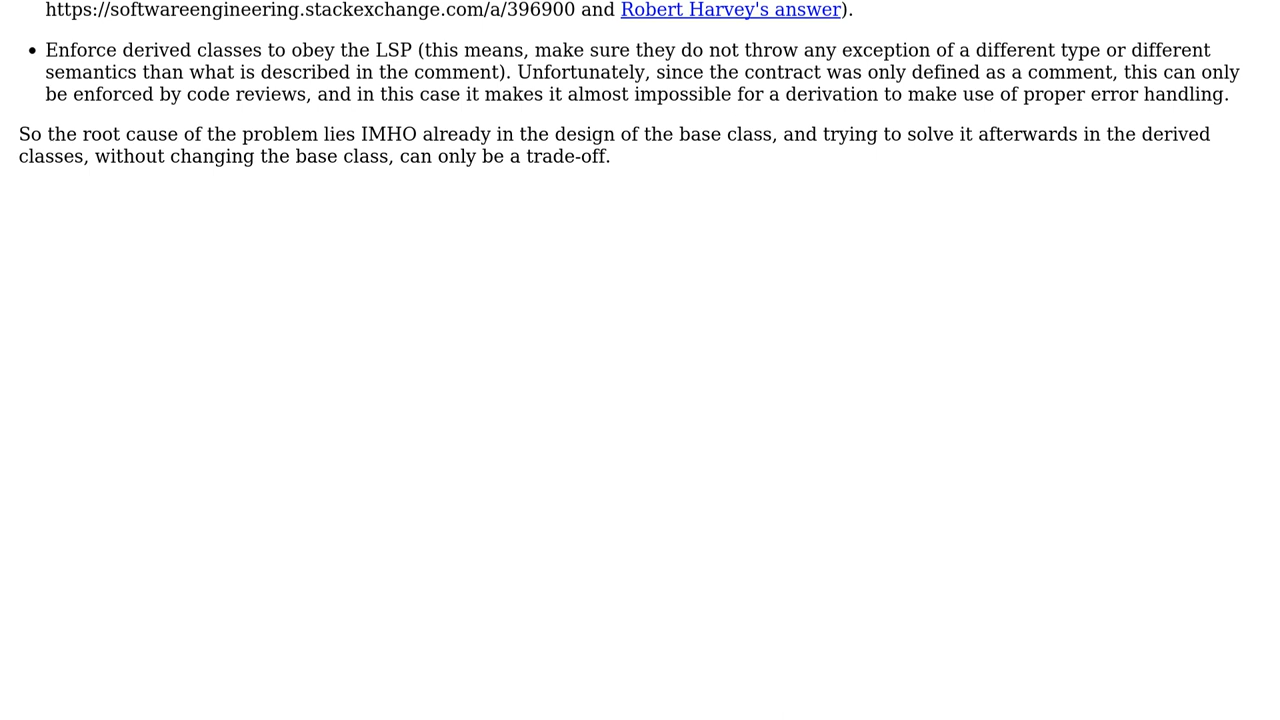 https://softwareengineering.stackexchange.com/a/396900 and Robert Harvey's answer).
• Enforce derived classes to obey the LSP (this means, make sure they do not throw any exception of a different type or different
semantics than what is described in the comment). Unfortunately, since the contract was only defined as a comment, this can only
be enforced by code reviews, and in this case it makes it almost impossible for a derivation to make use of proper error handling.
So the root cause of the problem lies IMHO already in the design of the base class, and trying to solve it afterwards in the derived
classes, without changing the base class, can only be a trade-off.